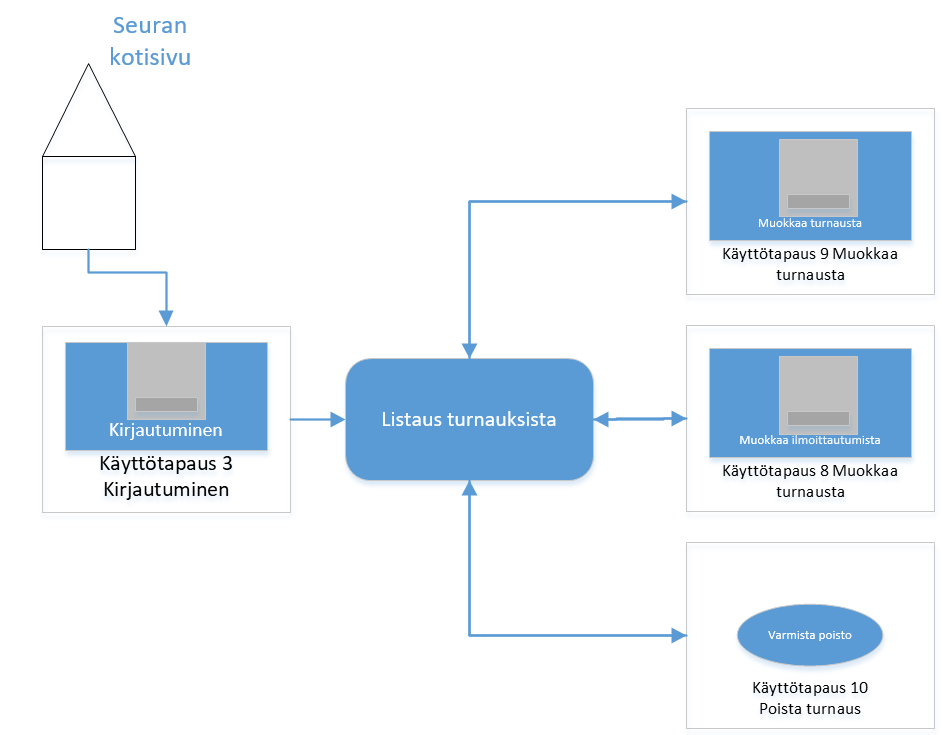 Seuran
kotisivu
Kirjautuminen
Käyttötapaus 3
Kirjautuminen
Listaus turnauksista
Muokkaa turnausta
Käyttötapaus 9 Muokkaa
turnausta
Muokkaa ilmoittautumista
Käyttötapaus 8 Muokkaa
turnausta
Varmista poisto
Käyttötapaus 10
Poista turnaus